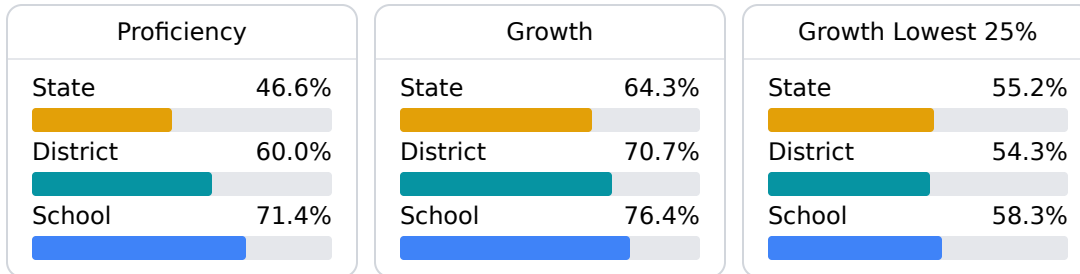 Proficiency
State 46.6%
District 60.0%
School 71.4%
Growth
State 64.3%
District 70.7%
School 76.4%
Growth Lowest 25%
State 55.2%
District 54.3%
School 58.3%